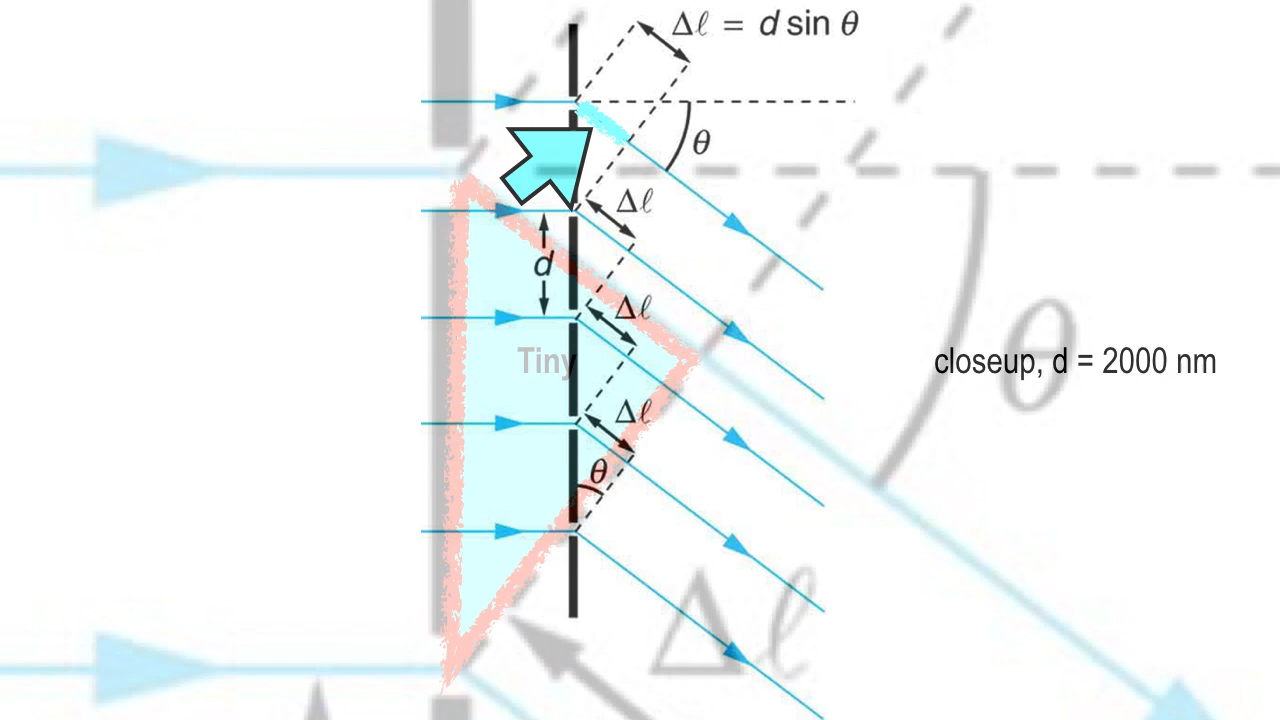 Δℓ = d sin θ
θ
Δℓ
d
Δℓ
θ
Tiny
closeup, d = 2000 nm
Δℓ
θ
Δℓ